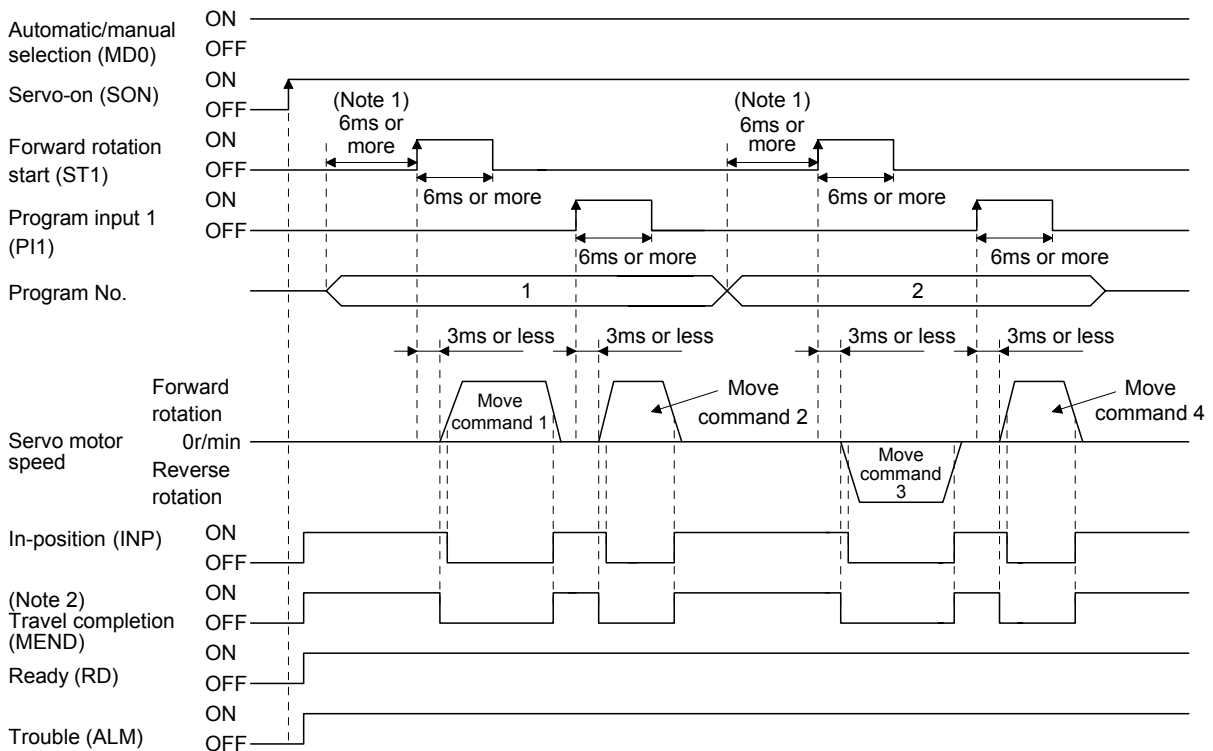 Automatic/manual
selection (MD0)
ON
OFF
Servo-on (SON)
ON
OFF
Forward rotation
start (ST1)
ON
OFF
(Note 1)
6ms or
more
6ms or more
(Note 1)
6ms or
more
6ms or more
Program input 1
(PI1)
ON
OFF
6ms or more
6ms or more
Program No.
1
2
3ms or less
3ms or less
3ms or less
3ms or less
Servo motor
speed
Forward
rotation
0r/min
Reverse
rotation
Move
command 1
Move
command 2
Move
command
3
Move
command 4
In-position (INP)
ON
OFF
(Note 2)
Travel completion
(MEND)
ON
OFF
Ready (RD)
ON
OFF
Trouble (ALM)
ON
OFF